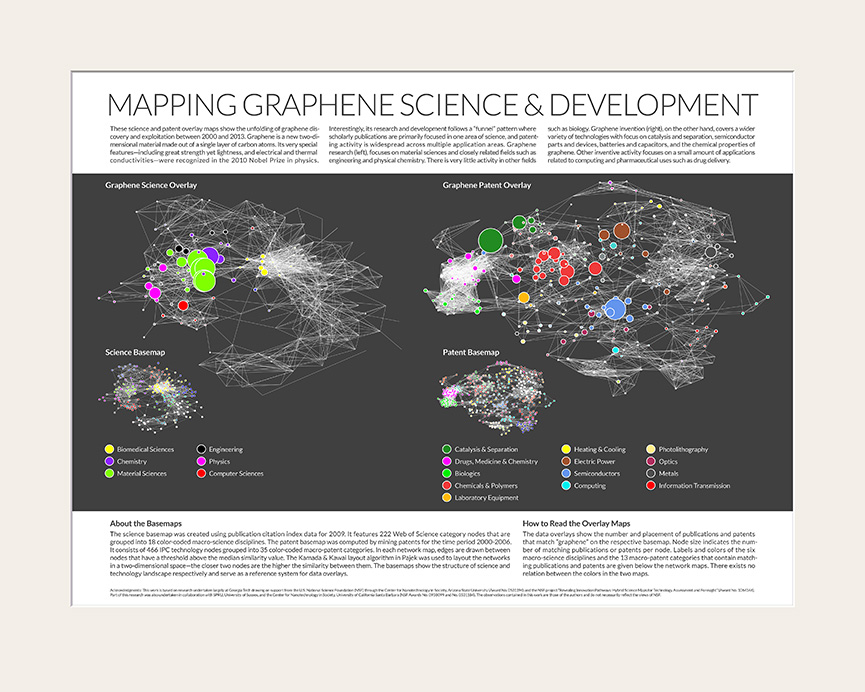 MAPPING GRAPHENE SCIENCE & DEVELOPMENT
These science and patent overlay maps show the unfolding of graphene dis-
covery and exploitation between 2000 and 2013. Graphene is a new two-di-
mensional material made out of a single layer of carbon atoms. Its very special
features—including great strength yet lightness, and electrical and thermal
conductivities—were recognized in the 2010 Nobel Prize in physics.
Interestingly, its research and development follows a "funnel" pattern where
scholarly publications are primarily focused in one area of science, and patent-
ing activity is widespread across multiple application areas. Graphene
research (left), focuses on material sciences and closely related fields such as
engineering and physical chemistry. There is very little activity in other fields
such as biology. Graphene invention (right), on the other hand, covers a wider
variety of technologies with focus on catalysis and separation, semiconductor
parts and devices, batteries and capacitors, and the chemical properties of
graphene. Other inventive activity focuses on a small amount of applications
related to computing and pharmaceutical uses such as drug delivery.
Graphene Science Overlay
Graphene Patent Overlay
Science Basemap
Patent Basemap
Biomedical Sciences
Chemistry
Material Sciences
Engineering
Physics
Computer Sciences
Catalysis & Separation
Drugs, Medicine & Chemistry
Biologics
Chemicals & Polymers
Laboratory Equipment
Heating & Cooling
Electric Power
Semiconductors
Computing
Photolithography
Optics
Metals
Information Transmission
About the Basemaps
The science basemap was created using publication citation index data for 2009. It features 222 Web of Science category nodes that are
grouped into 18 color-coded macro-science disciplines. The patent basemap was computed by mining patents for the time period 2000-2006.
It consists of 466 IPC technology nodes grouped into 35 color-coded macro-patent categories. In each network map, edges are drawn between
nodes that have a threshold above the median similarity value. The Kamada & Kawai layout algorithm in Pajek was used to layout the networks
in a two-dimensional space—the closer two nodes are the higher the similarity between them. The basemaps show the structure of science and
technology landscape respectively and serve as a reference system for data overlays.
How to Read the Overlay Maps
The data overlays show the number and placement of publications and patents
that match "graphene" on the respective basemap. Node size indicates the num-
ber of matching publications or patents per node. Labels and colors of the six
macro-science disciplines and the 13 macro-patent categories that contain match-
ing publications and patents are given below the network maps. There exists no
relation between the colors in the two maps.